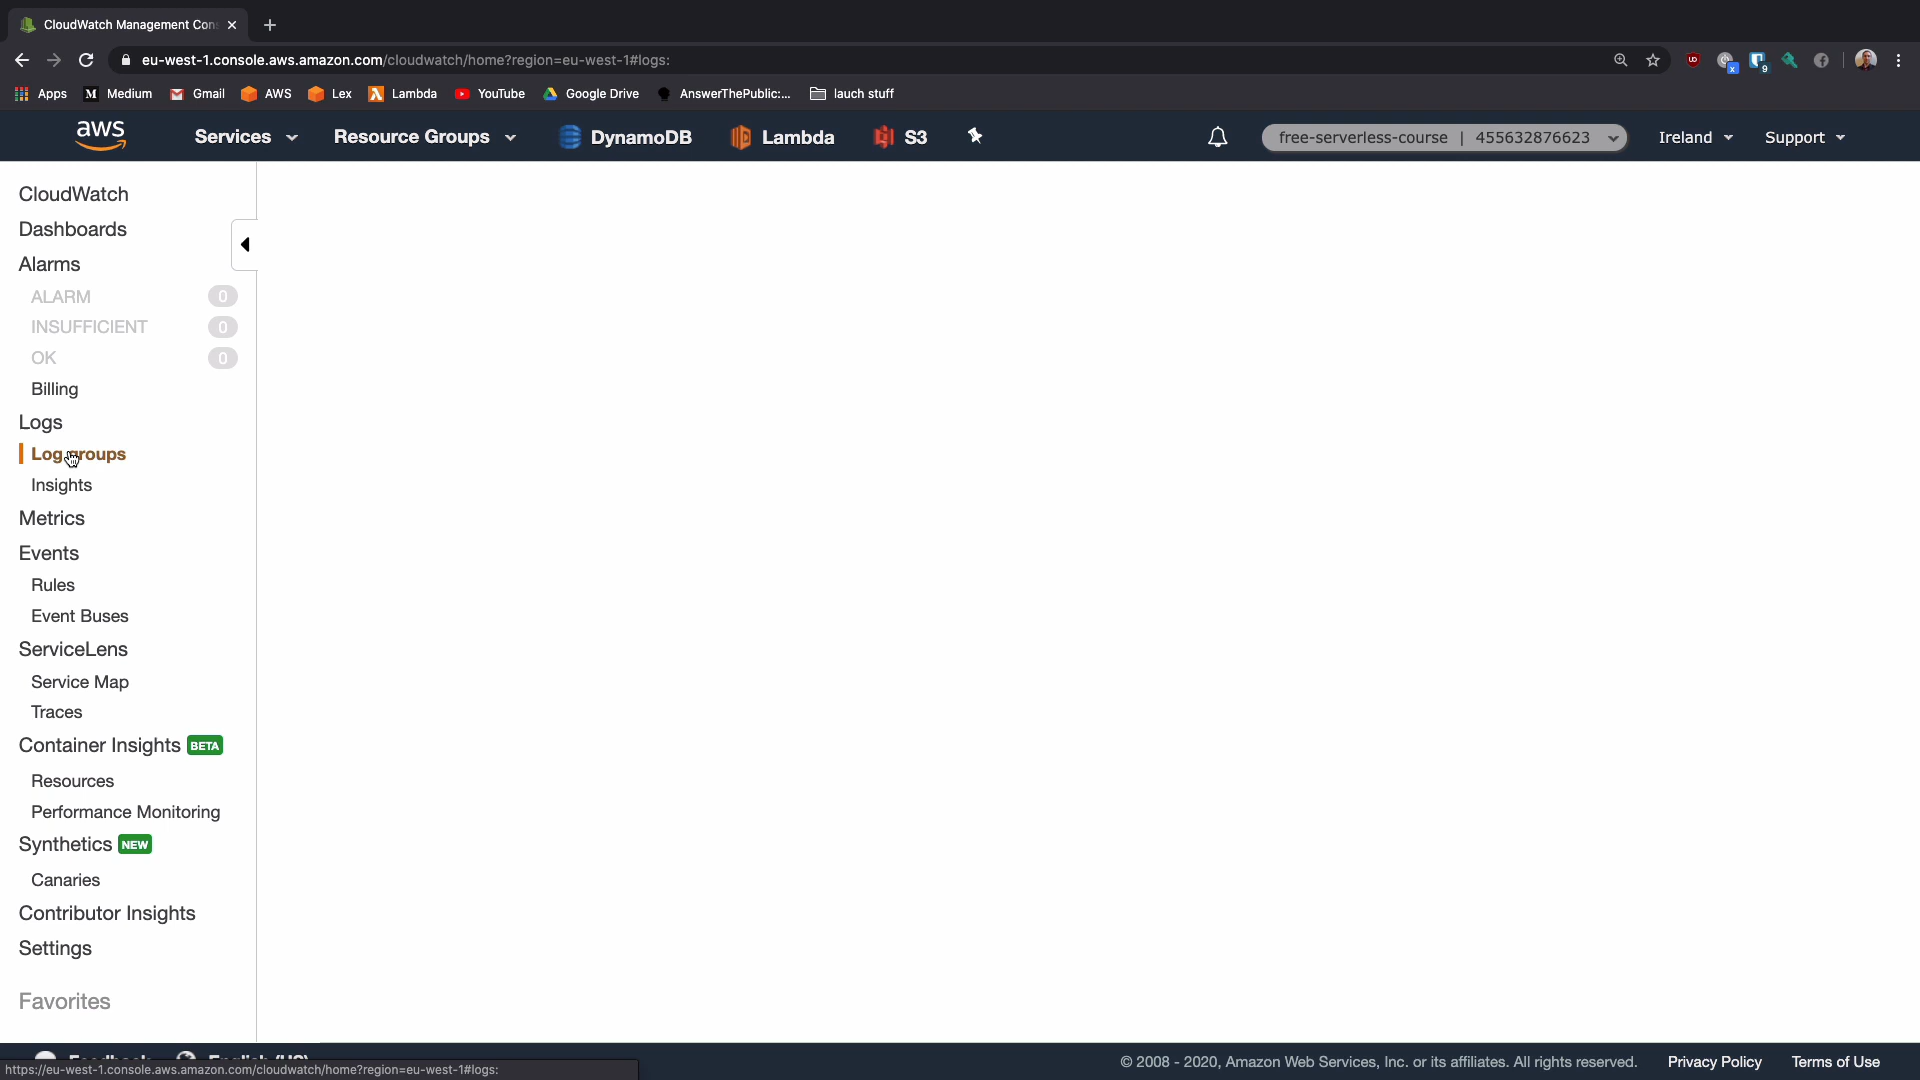 CloudWatch Management Con
eu-west-1.console.aws.amazon.com/cloudwatch/home?region=eu-west-1#logs:
Apps Medium Gmail AWS Lex Lambda YouTube Google Drive AnswerThePublic:... lauch stuff
aws Services Resource Groups DynamoDB Lambda S3 free-serverless-course | 455632876623 Ireland Support
CloudWatch
Dashboards
Alarms
ALARM 0
INSUFFICIENT 0
OK 0
Billing
Logs
Log groups
Insights
Metrics
Events
Rules
Event Buses
ServiceLens
Service Map
Traces
Container Insights BETA
Resources
Performance Monitoring
Synthetics NEW
Canaries
Contributor Insights
Settings
Favorites
Feedback English (US)
© 2008 - 2020, Amazon Web Services, Inc. or its affiliates. All rights reserved. Privacy Policy Terms of Use
https://eu-west-1.console.aws.amazon.com/cloudwatch/home?region=eu-west-1#logs: